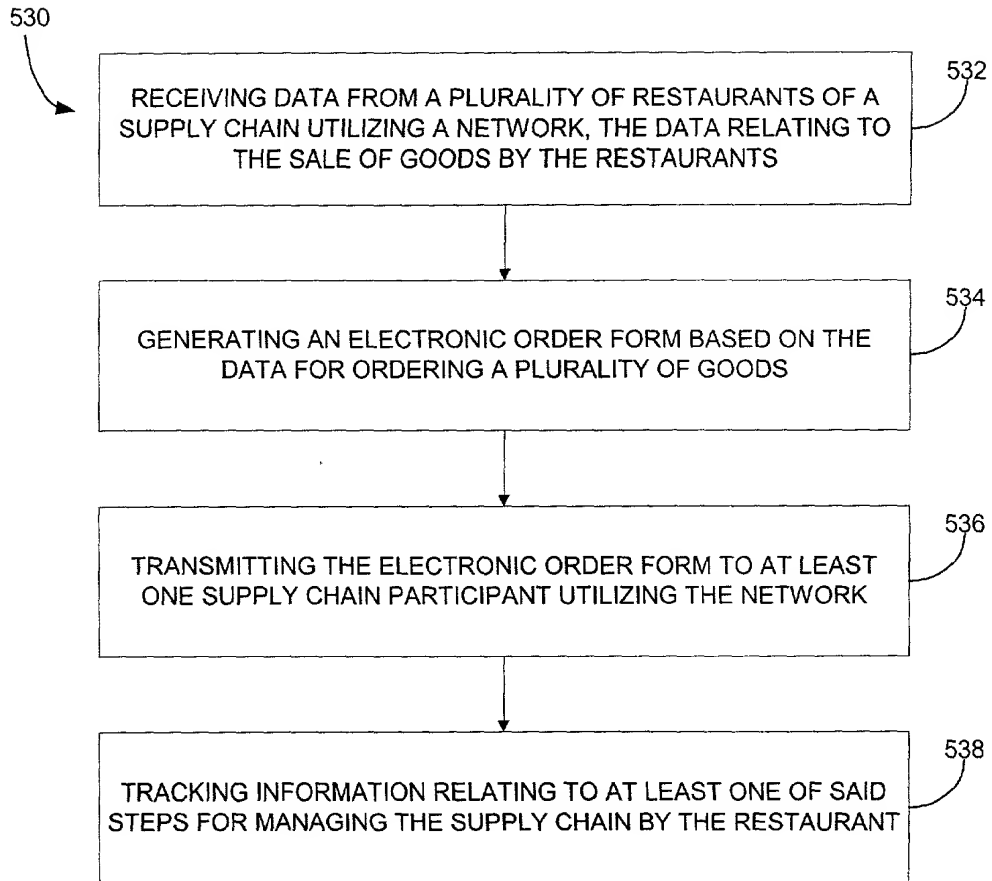 530
532
RECEIVING DATA FROM A PLURALITY OF RESTAURANTS OF A
SUPPLY CHAIN UTILIZING A NETWORK, THE DATA RELATING TO
THE SALE OF GOODS BY THE RESTAURANTS
534
GENERATING AN ELECTRONIC ORDER FORM BASED ON THE
DATA FOR ORDERING A PLURALITY OF GOODS
536
TRANSMITTING THE ELECTRONIC ORDER FORM TO AT LEAST
ONE SUPPLY CHAIN PARTICIPANT UTILIZING THE NETWORK
538
TRACKING INFORMATION RELATING TO AT LEAST ONE OF SAID
STEPS FOR MANAGING THE SUPPLY CHAIN BY THE RESTAURANT